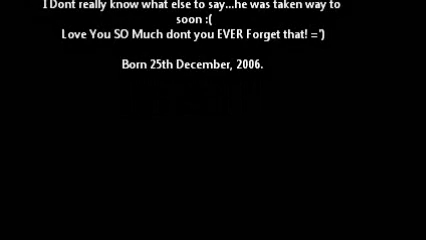 I Dont really know what else to say...he was taken way to
soon :(
Love You SO Much dont you EVER Forget that! =')
Born 25th December, 2006.